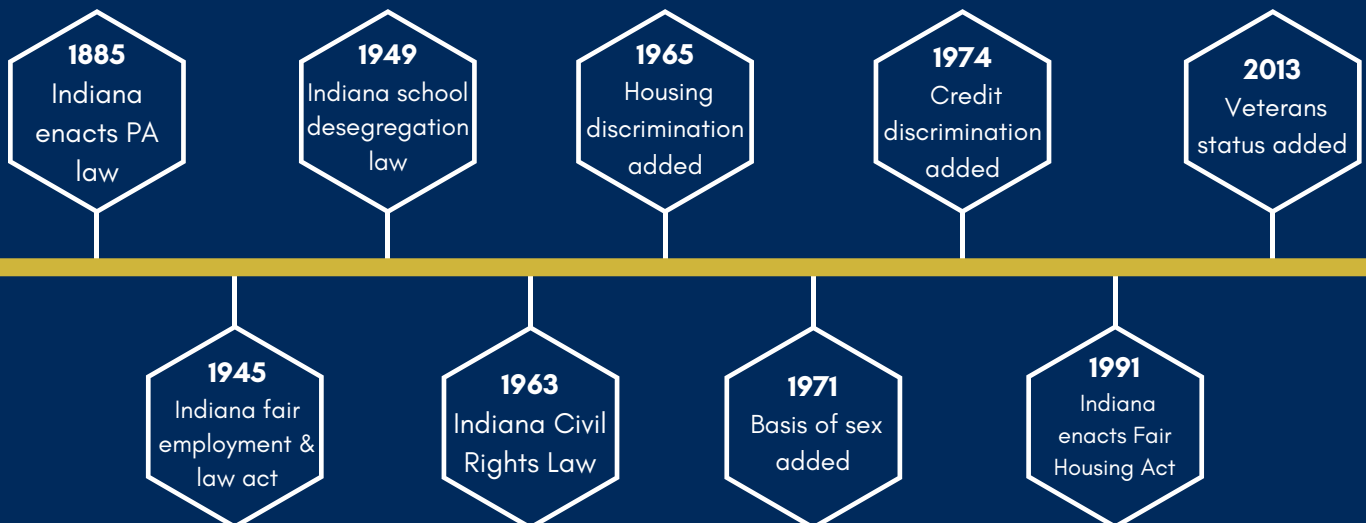 1885
Indiana
enacts PA
law
1949
Indiana school
desegregation
law
1965
Housing
discrimination
added
1974
Credit
discrimination
added
2013
Veterans
status added
1945
Indiana fair
employment &
law act
1963
Indiana Civil
Rights Law
1971
Basis of sex
added
1991
Indiana
enacts Fair
Housing Act